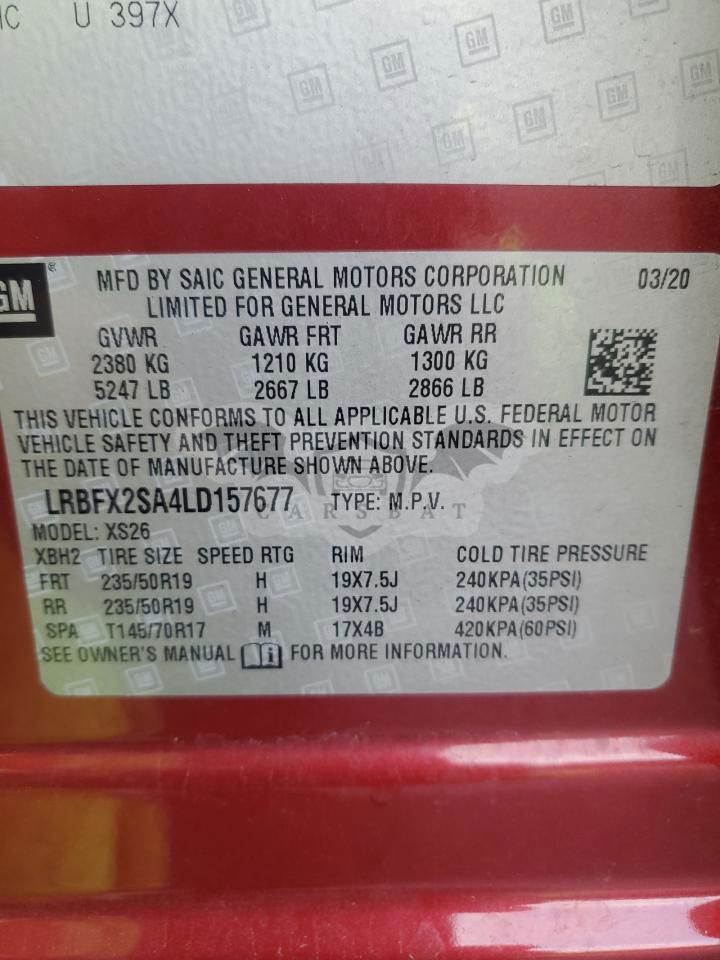 U 397X
GM
MFD BY SAIC GENERAL MOTORS CORPORATION 03/20
LIMITED FOR GENERAL MOTORS LLC
GVWR GAWR FRT GAWR RR
2380 KG 1210 KG 1300 KG
5247 LB 2667 LB 2866 LB
THIS VEHICLE CONFORMS TO ALL APPLICABLE U.S. FEDERAL MOTOR
VEHICLE SAFETY AND THEFT PREVENTION STANDARDS IN EFFECT ON
THE DATE OF MANUFACTURE SHOWN ABOVE.
LRBFX2SA4LD157677 TYPE: M.P.V.
CARSBAT
MODEL: XS26
XBH2 TIRE SIZE SPEED RTG RIM COLD TIRE PRESSURE
FRT 235/50R19 H 19X7.5J 240KPA(35PSI)
RR 235/50R19 H 19X7.5J 240KPA(35PSI)
SPA T145/70R17 M 17X4B 420KPA(60PSI)
SEE OWNER'S MANUAL FOR MORE INFORMATION.